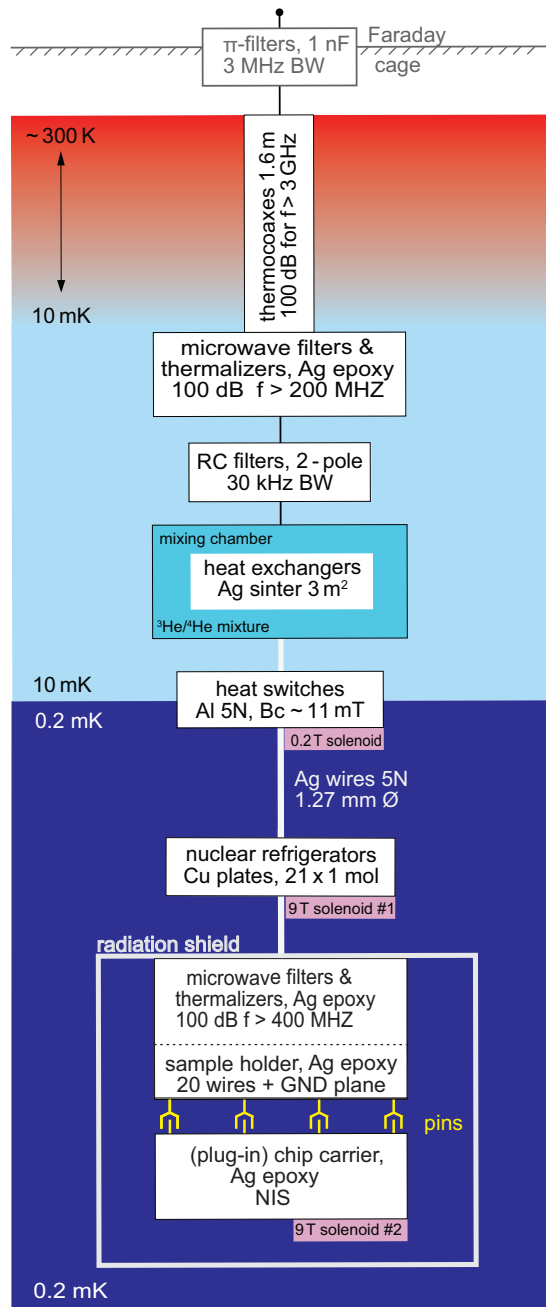 π-filters, 1 nF
3 MHz BW
Faraday
cage
~ 300 K
thermocoaxes 1.6 m
100 dB for f > 3 GHz
10 mK
microwave filters &
thermalizers, Ag epoxy
100 dB f > 200 MHZ
RC filters, 2 - pole
30 kHz BW
mixing chamber
heat exchangers
Ag sinter 3 m²
³He/⁴He mixture
10 mK
0.2 mK
heat switches
Al 5N, Bc ~ 11 mT
0.2 T solenoid
Ag wires 5N
1.27 mm Ø
nuclear refrigerators
Cu plates, 21 x 1 mol
9 T solenoid #1
radiation shield
microwave filters &
thermalizers, Ag epoxy
100 dB f > 400 MHZ
sample holder, Ag epoxy
20 wires + GND plane
pins
(plug-in) chip carrier,
Ag epoxy
NIS
9 T solenoid #2
0.2 mK